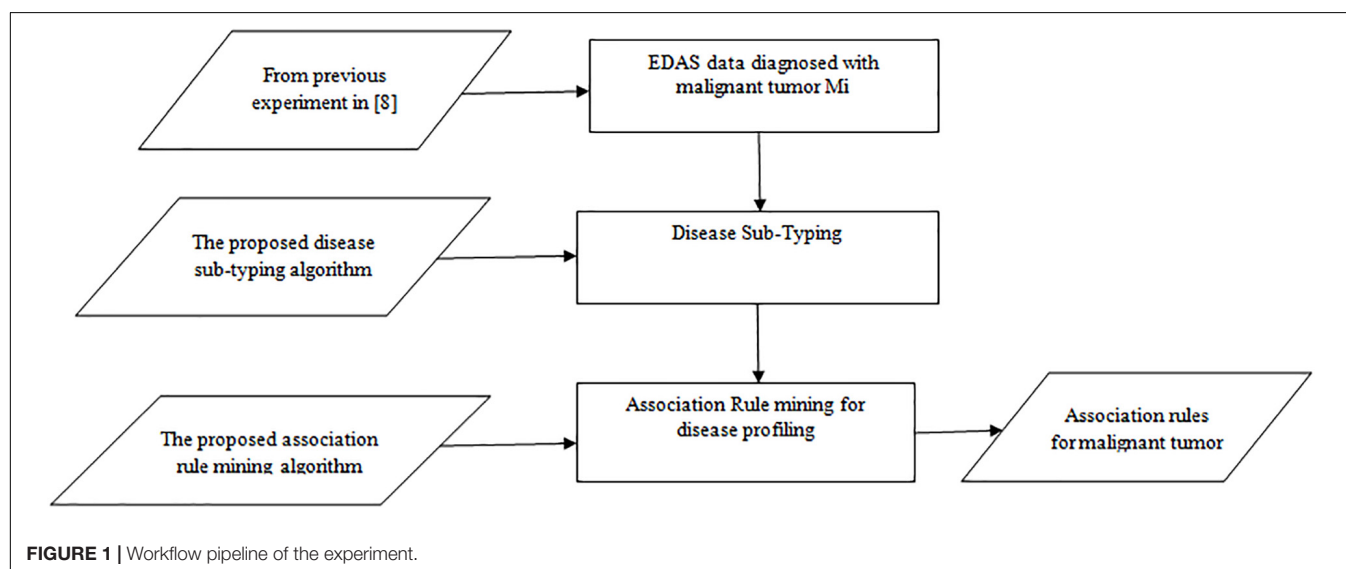 From previous
experiment in [8]
EDAS data diagnosed with
malignant tumor Mi
The proposed disease
sub-typing algorithm
Disease Sub-Typing
The proposed association
rule mining algorithm
Association Rule mining for
disease profiling
Association rules
for malignant tumor
FIGURE 1 | Workflow pipeline of the experiment.